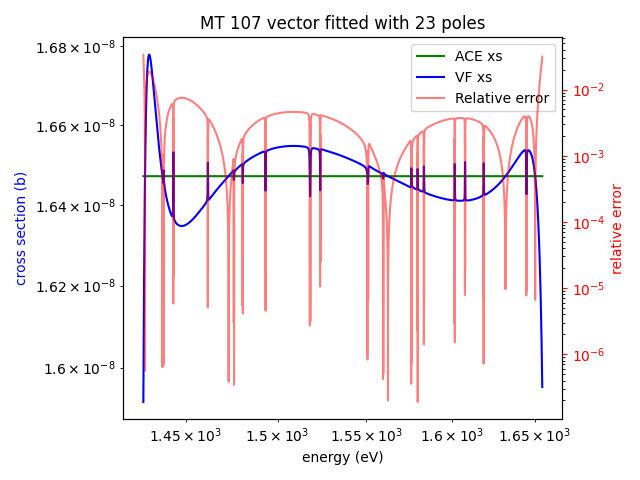 MT 107 vector fitted with 23 poles
ACE xs
VF xs
Relative error
1.68 × 10⁻⁸
1.66 × 10⁻⁸
1.64 × 10⁻⁸
1.62 × 10⁻⁸
1.6 × 10⁻⁸
cross section (b)
10⁻²
10⁻³
10⁻⁴
10⁻⁵
10⁻⁶
relative error
1.45 × 10³ 1.5 × 10³ 1.55 × 10³ 1.6 × 10³ 1.65 × 10³
energy (eV)